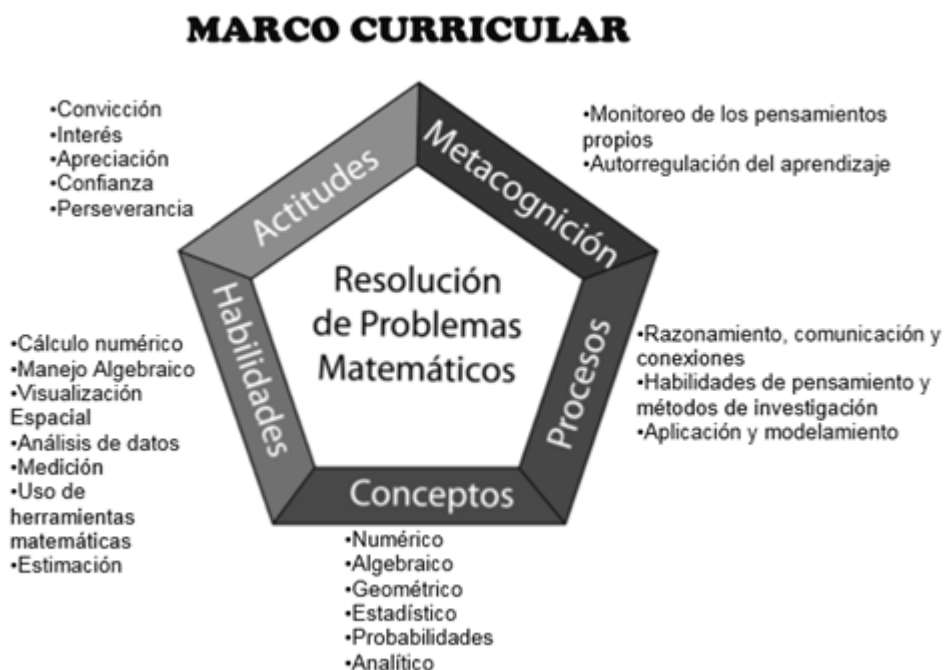 MARCO CURRICULAR
•Convicción
•Interés
•Apreciación
•Confianza
•Perseverancia
Actitudes
Metacognición
•Monitoreo de los pensamientos
propios
•Autorregulación del aprendizaje
Resolución
de Problemas
Matemáticos
Habilidades
•Cálculo numérico
•Manejo Algebraico
•Visualización
Espacial
•Análisis de datos
•Medición
•Uso de
herramientas
matemáticas
•Estimación
Procesos
•Razonamiento, comunicación y
conexiones
•Habilidades de pensamiento y
métodos de investigación
•Aplicación y modelamiento
Conceptos
•Numérico
•Algebraico
•Geométrico
•Estadístico
•Probabilidades
•Analítico